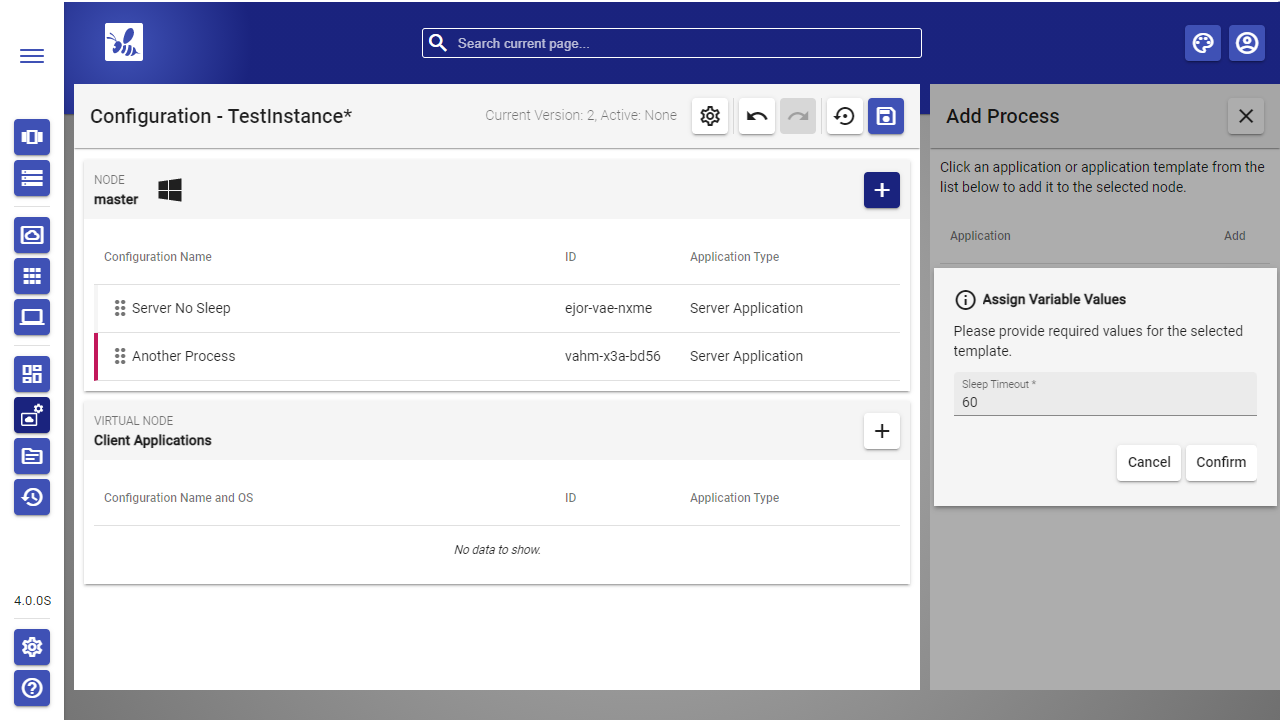 Search current page...
Configuration - TestInstance*
Current Version: 2, Active: None
Add Process
Click an application or application template from the
list below to add it to the selected node.
Application
Add
NODE
master
Configuration Name
ID
Application Type
Server No Sleep
ejor-vae-nxme
Server Application
Another Process
vahm-x3a-bd56
Server Application
VIRTUAL NODE
Client Applications
Configuration Name and OS
ID
Application Type
No data to show.
Assign Variable Values
Please provide required values for the selected
template.
Sleep Timeout *
60
Cancel
Confirm
4.0.0S